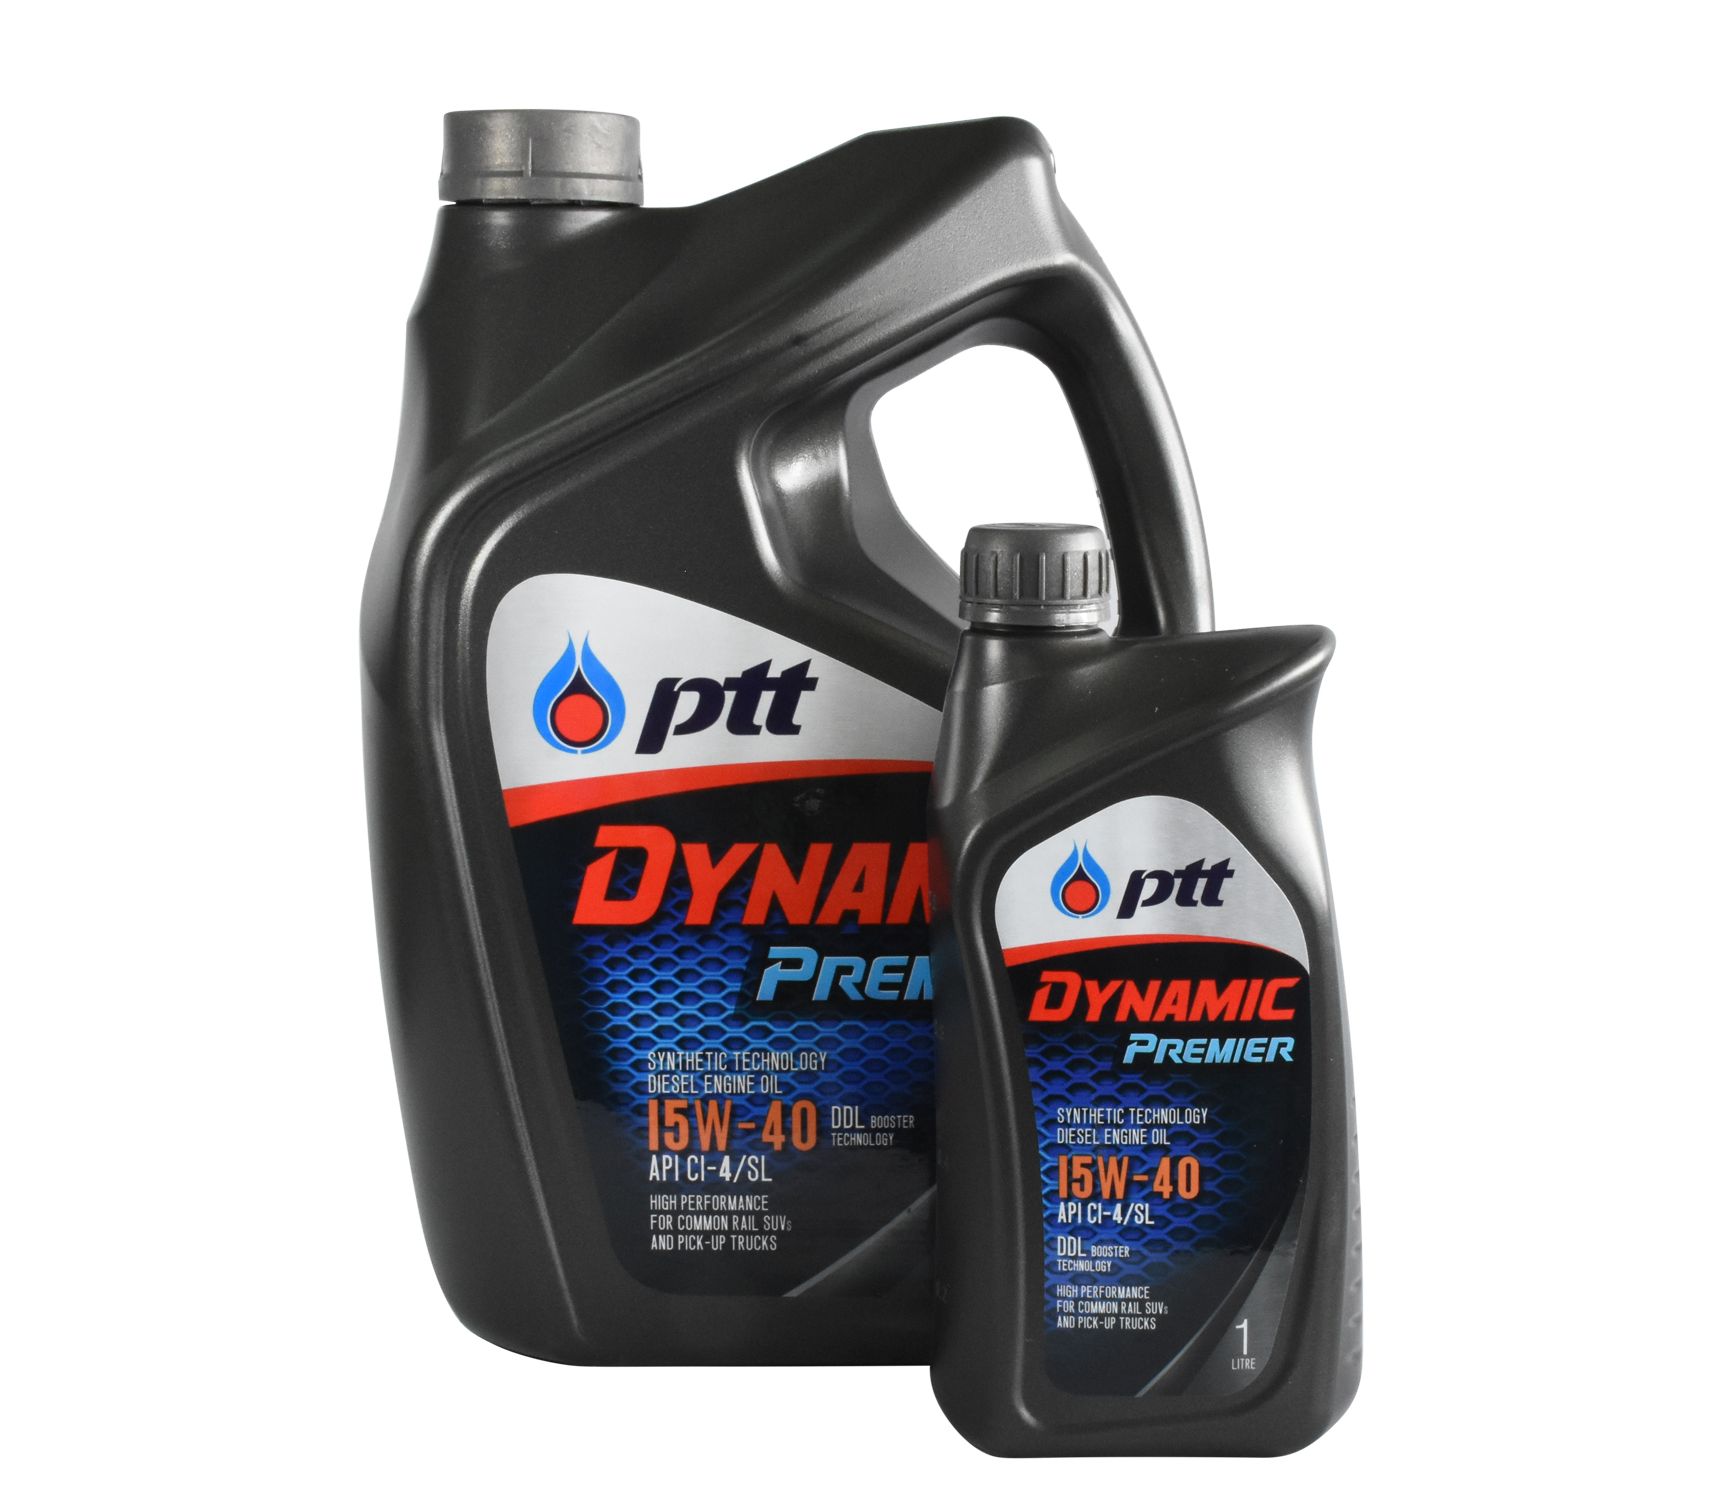 ptt
DYNAM
PREM
SYNTHETIC TECHNOLOGY
DIESEL ENGINE OIL
15W-40 DDL BOOSTER
TECHNOLOGY
API CI-4/SL
HIGH PERFORMANCE
FOR COMMON RAIL SUVs
AND PICK-UP TRUCKS
ptt
DYNAMIC
PREMIER
SYNTHETIC TECHNOLOGY
DIESEL ENGINE OIL
15W-40
API CI-4/SL
DDL BOOSTER
TECHNOLOGY
HIGH PERFORMANCE
FOR COMMON RAIL SUVs
AND PICK-UP TRUCKS
1
LITRE